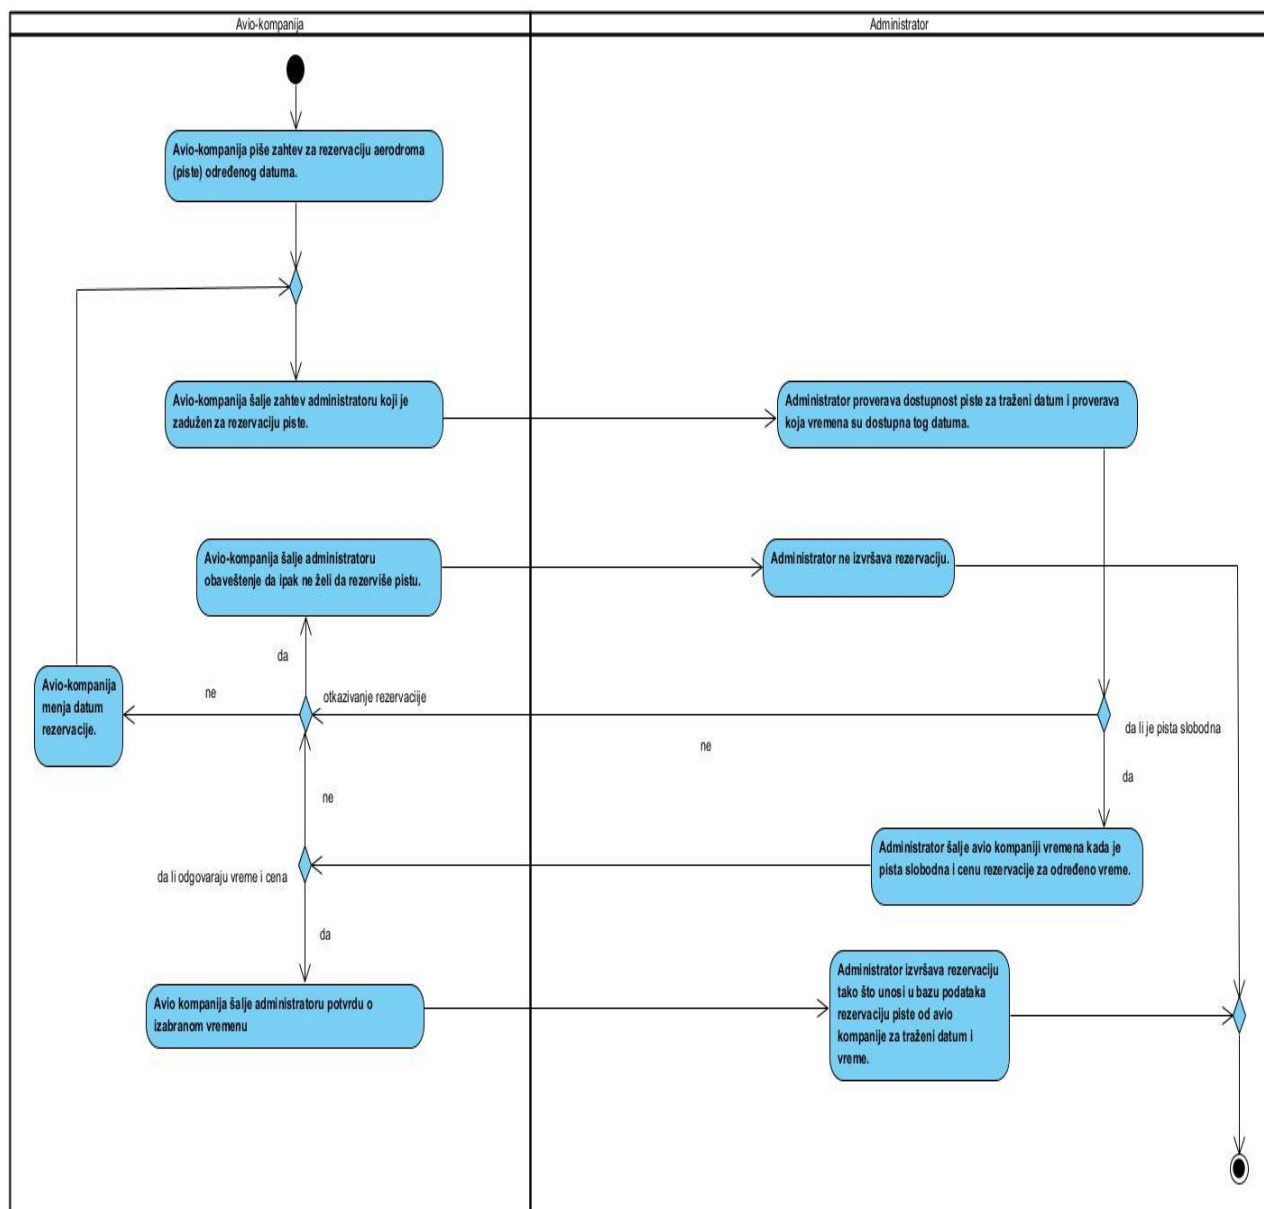 Avio-kompanija
Administrator
Avio-kompanija piše zahtev za rezervaciju aerodroma
(piste) određenog datuma.
Avio-kompanija šalje zahtev administratoru koji je
zadužen za rezervaciju piste.
Administrator proverava dostupnost piste za traženi datum i proverava
koja vremena su dostupna tog datuma.
Avio-kompanija šalje administratoru
obaveštenje da ipak ne želi da rezerviše pistu.
Administrator ne izvršava rezervaciju.
da
Avio-kompanija
menja datum
rezervacije.
ne
otkazivanje rezervacije
da li je pista slobodna
ne
da
ne
Administrator šalje avio kompaniji vremena kada je
pista slobodna i cenu rezervacije za određeno vreme.
da li odgovaraju vreme i cena
da
Avio kompanija šalje administratoru potvrdu o
izabranom vremenu
Administrator izvršava rezervaciju
tako što unosi u bazu podataka
rezervaciju piste od avio
kompanije za traženi datum i
vreme.